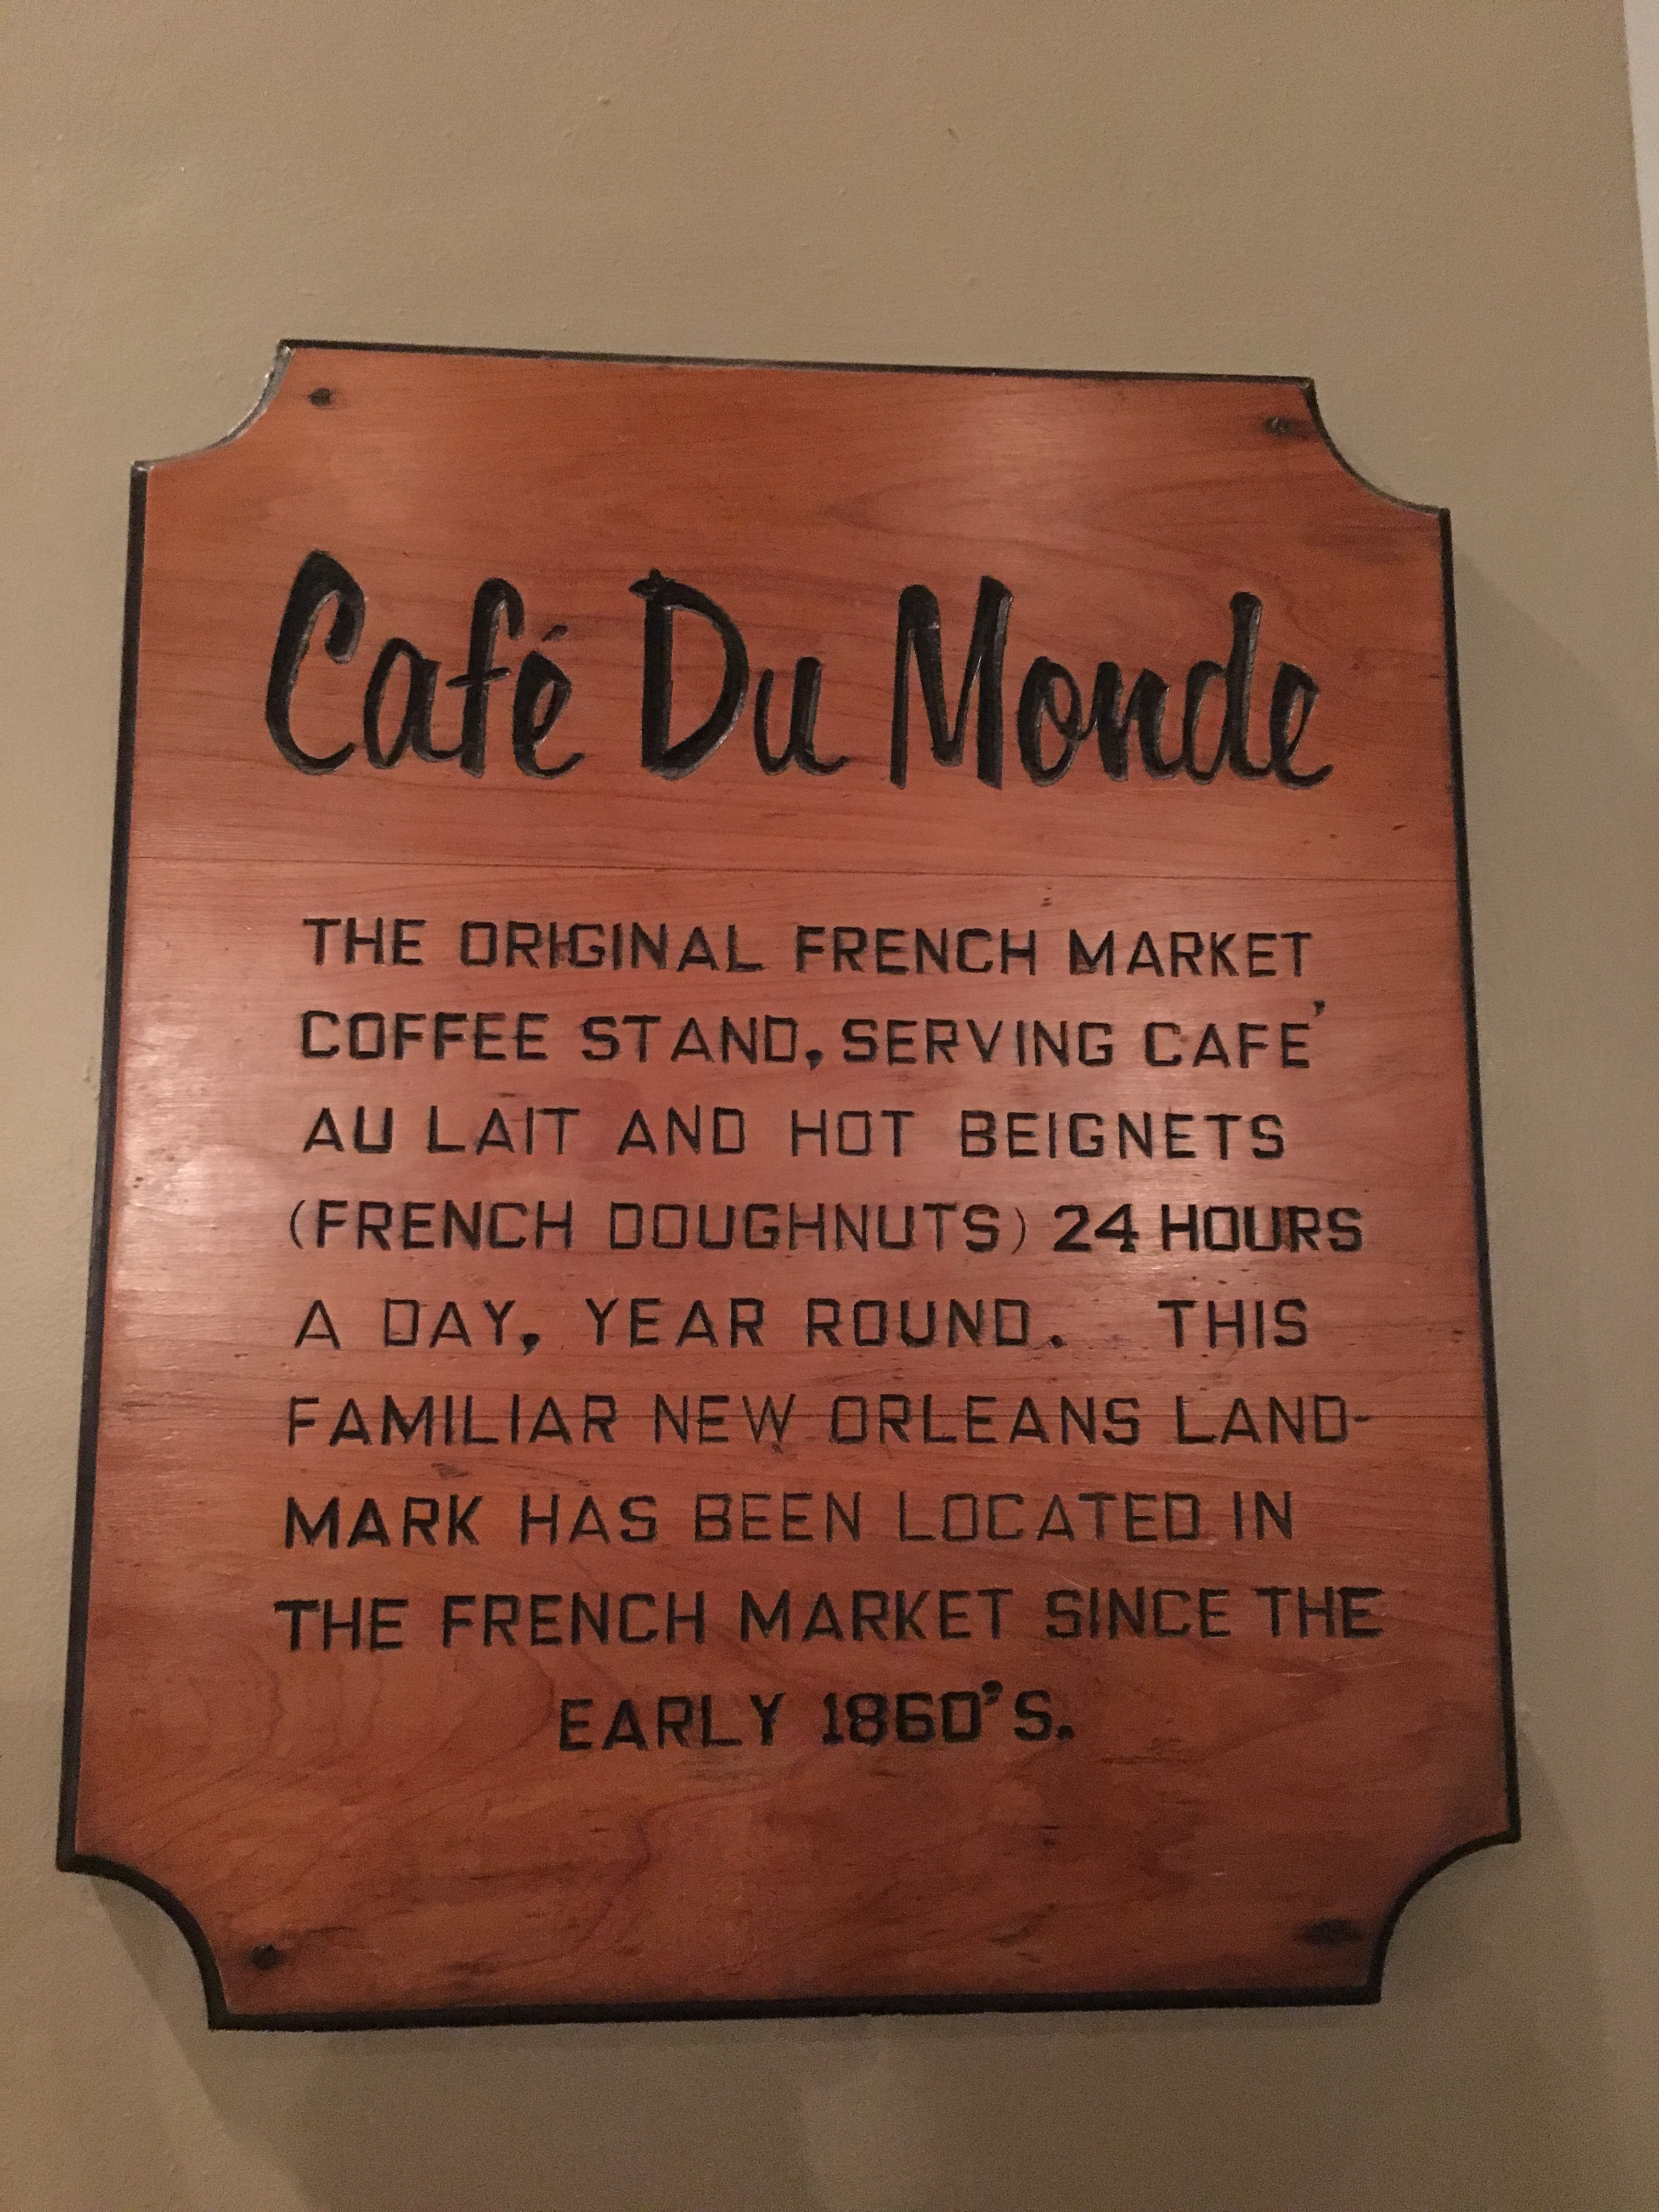 Café Du Monde
THE ORIGINAL FRENCH MARKET
COFFEE STAND, SERVING CAFE'
AU LAIT AND HOT BEIGNETS
(FRENCH DOUGHNUTS) 24 HOURS
A DAY, YEAR ROUND. THIS
FAMILIAR NEW ORLEANS LAND-
MARK HAS BEEN LOCATED IN
THE FRENCH MARKET SINCE THE
EARLY 1860'S.